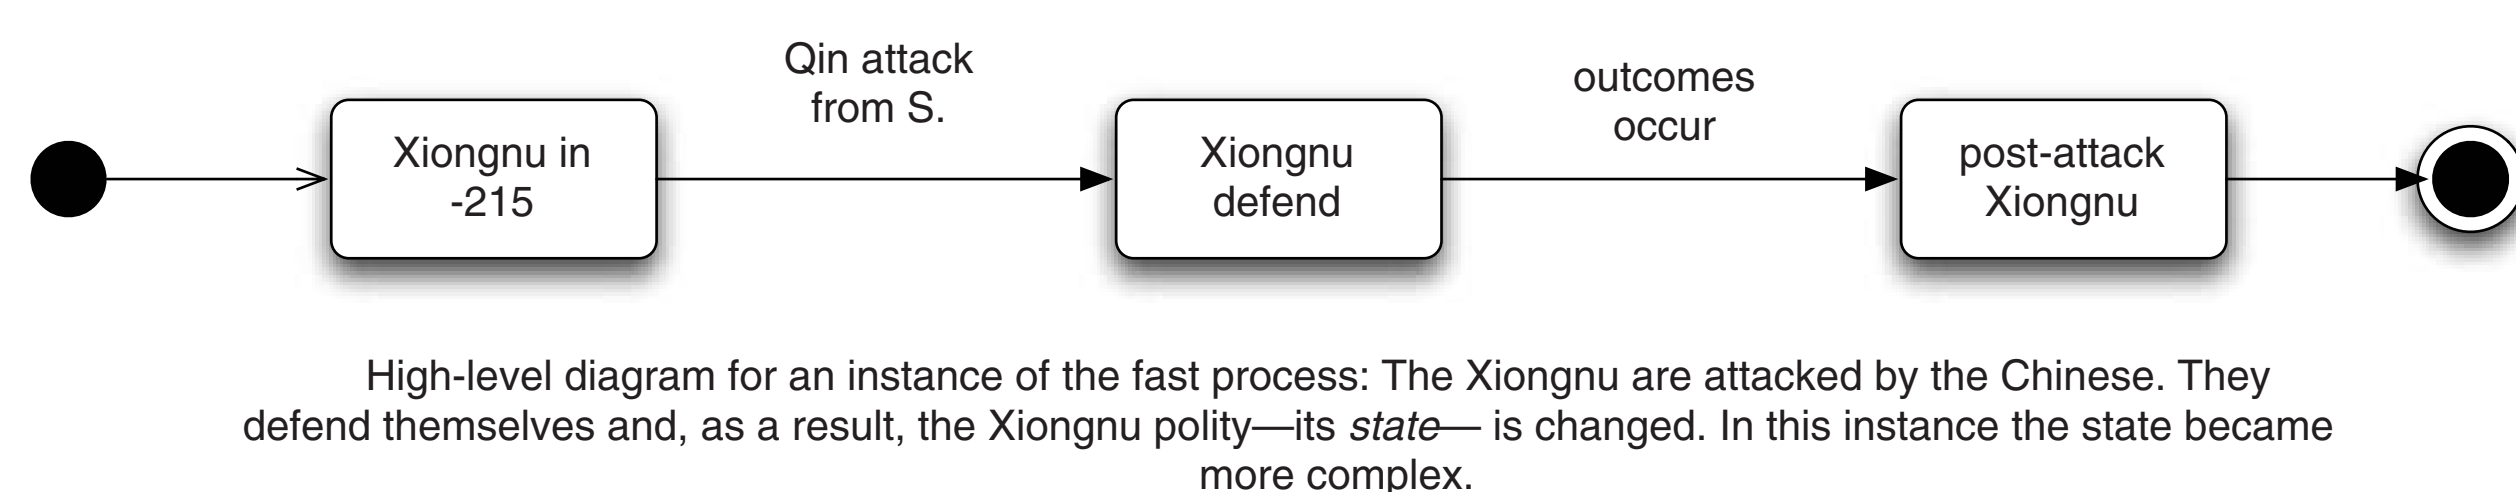 Qin attack
from S.
outcomes
occur
Xiongnu in
-215
Xiongnu
defend
post-attack
Xiongnu
High-level diagram for an instance of the fast process: The Xiongnu are attacked by the Chinese. They
defend themselves and, as a result, the Xiongnu polity—its state— is changed. In this instance the state became
more complex.